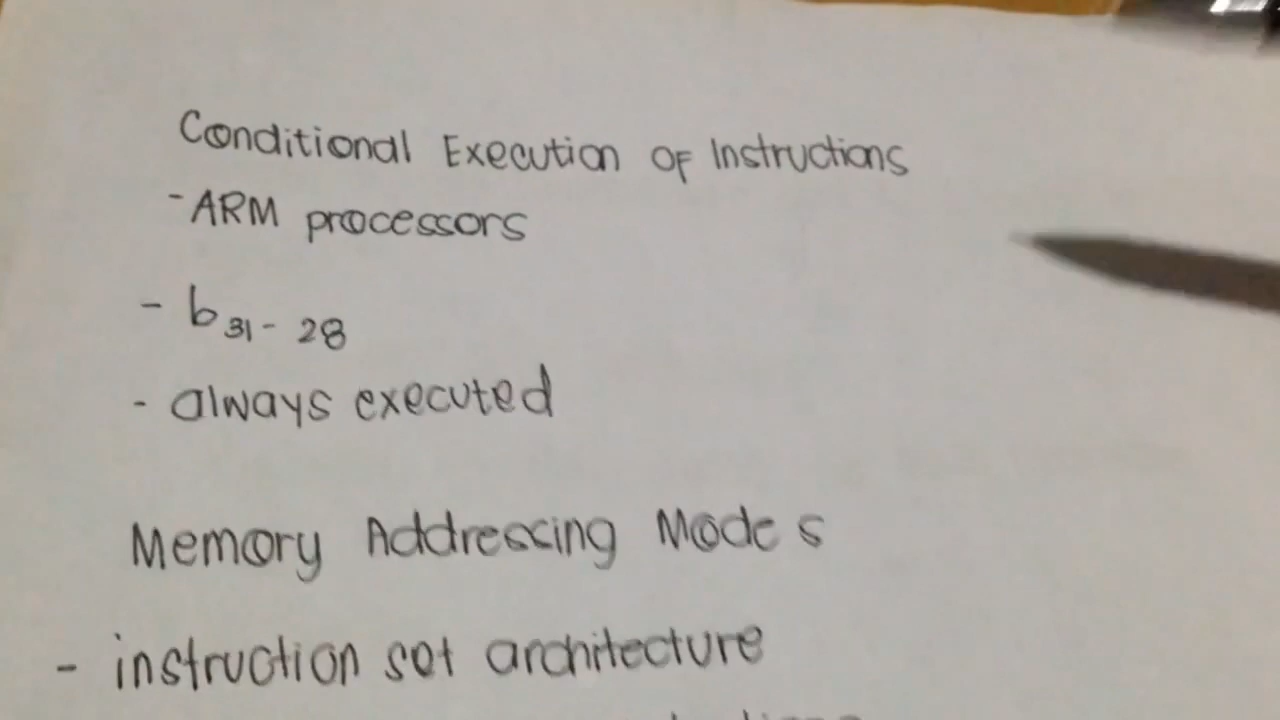 Conditional Execution OF Instructions
- ARM processors
- b31-28
- always executed
Memory Addressing Modes
- instruction set architecture